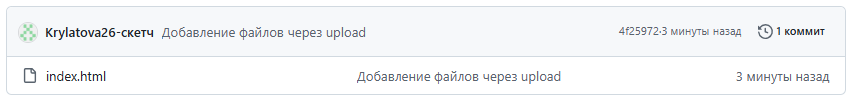 Krylatova26-скетч Добавление файлов через upload 4f25972·3 минуты назад 1 коммит
index.html Добавление файлов через upload 3 минуты назад